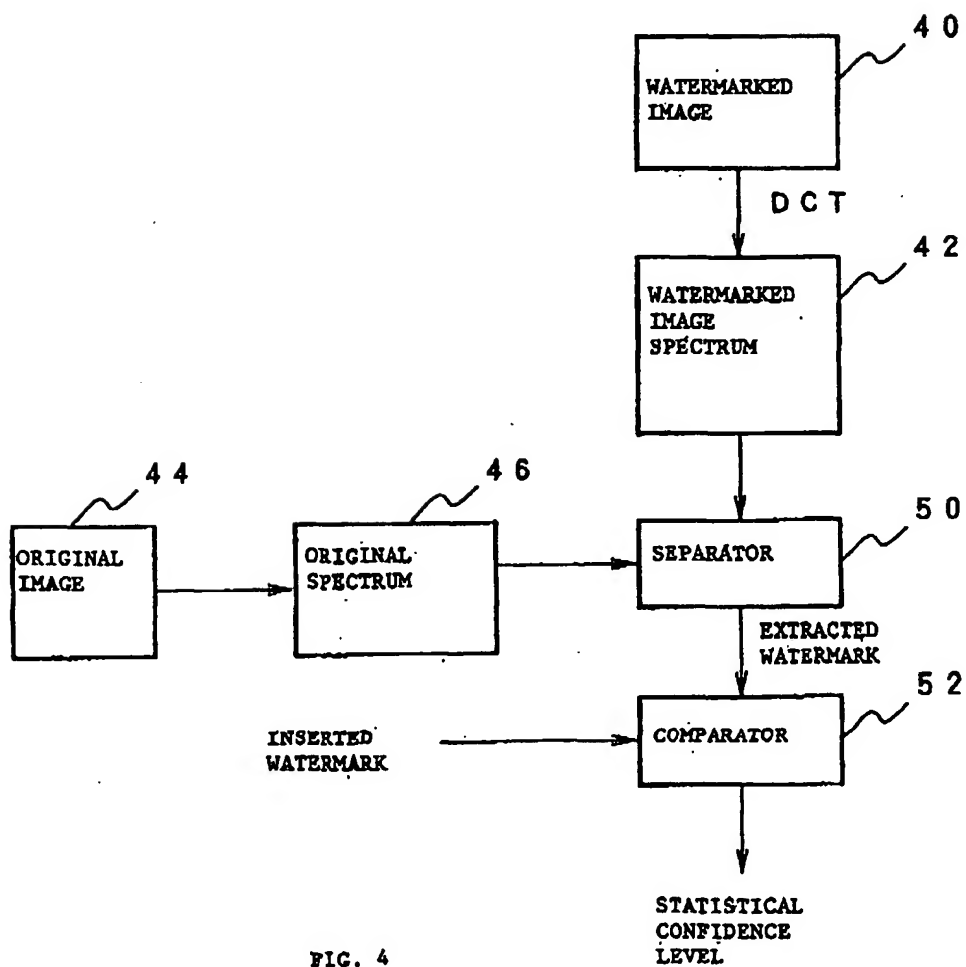 40
WATERMARKED
IMAGE
DCT
42
WATERMARKED
IMAGE
SPECTRUM
44
46
50
ORIGINAL
IMAGE
ORIGINAL
SPECTRUM
SEPARATOR
EXTRACTED
WATERMARK
52
INSERTED
WATERMARK
COMPARATOR
STATISTICAL
CONFIDENCE
LEVEL
FIG. 4